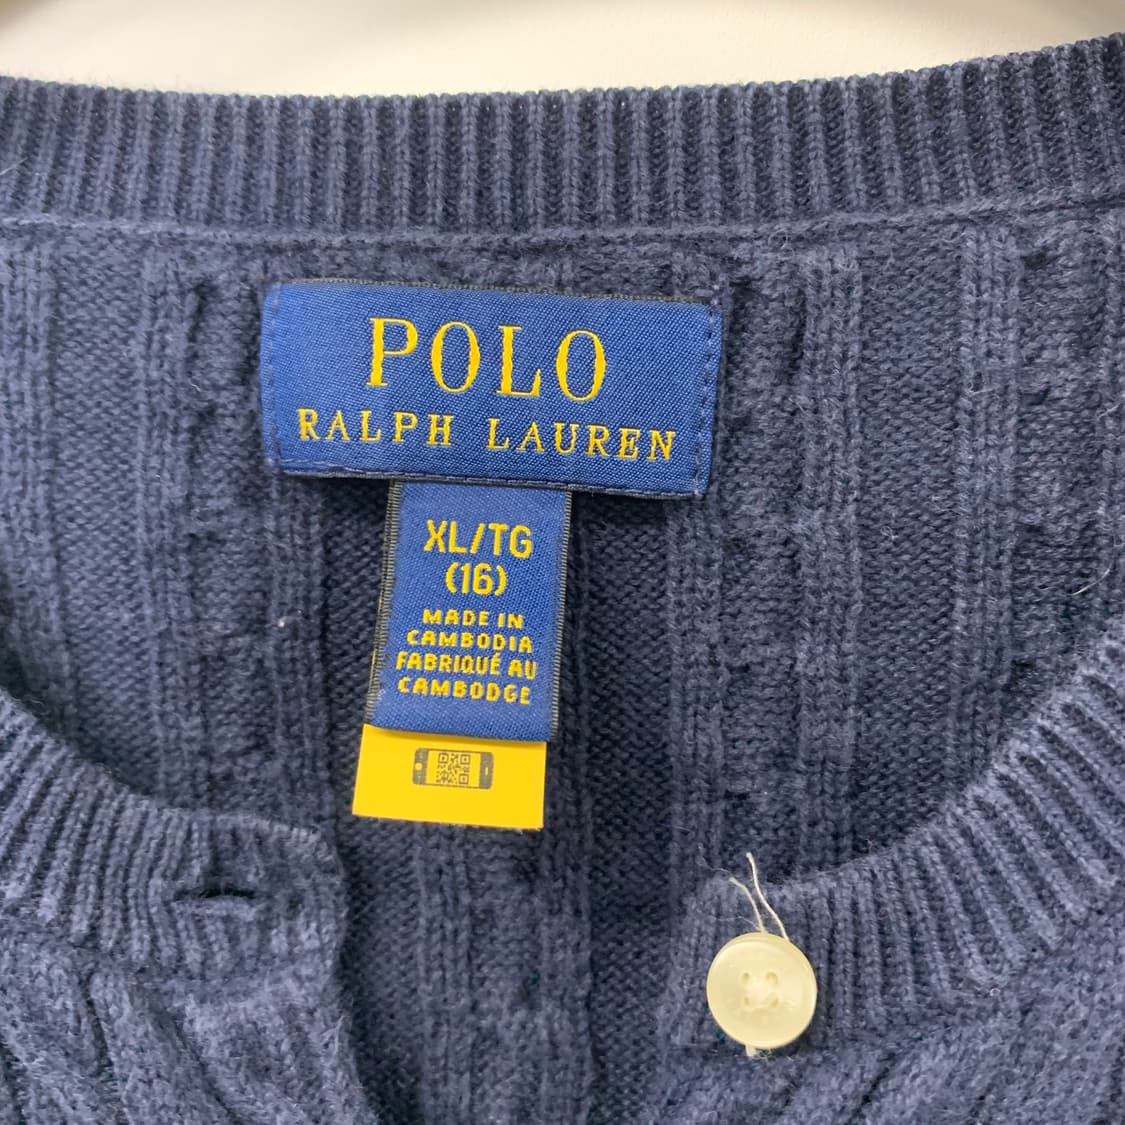 POLO
RALPH LAUREN
XL/TG
(16)
MADE IN
CAMBODIA
FABRIQUÉ AU
CAMBODGE